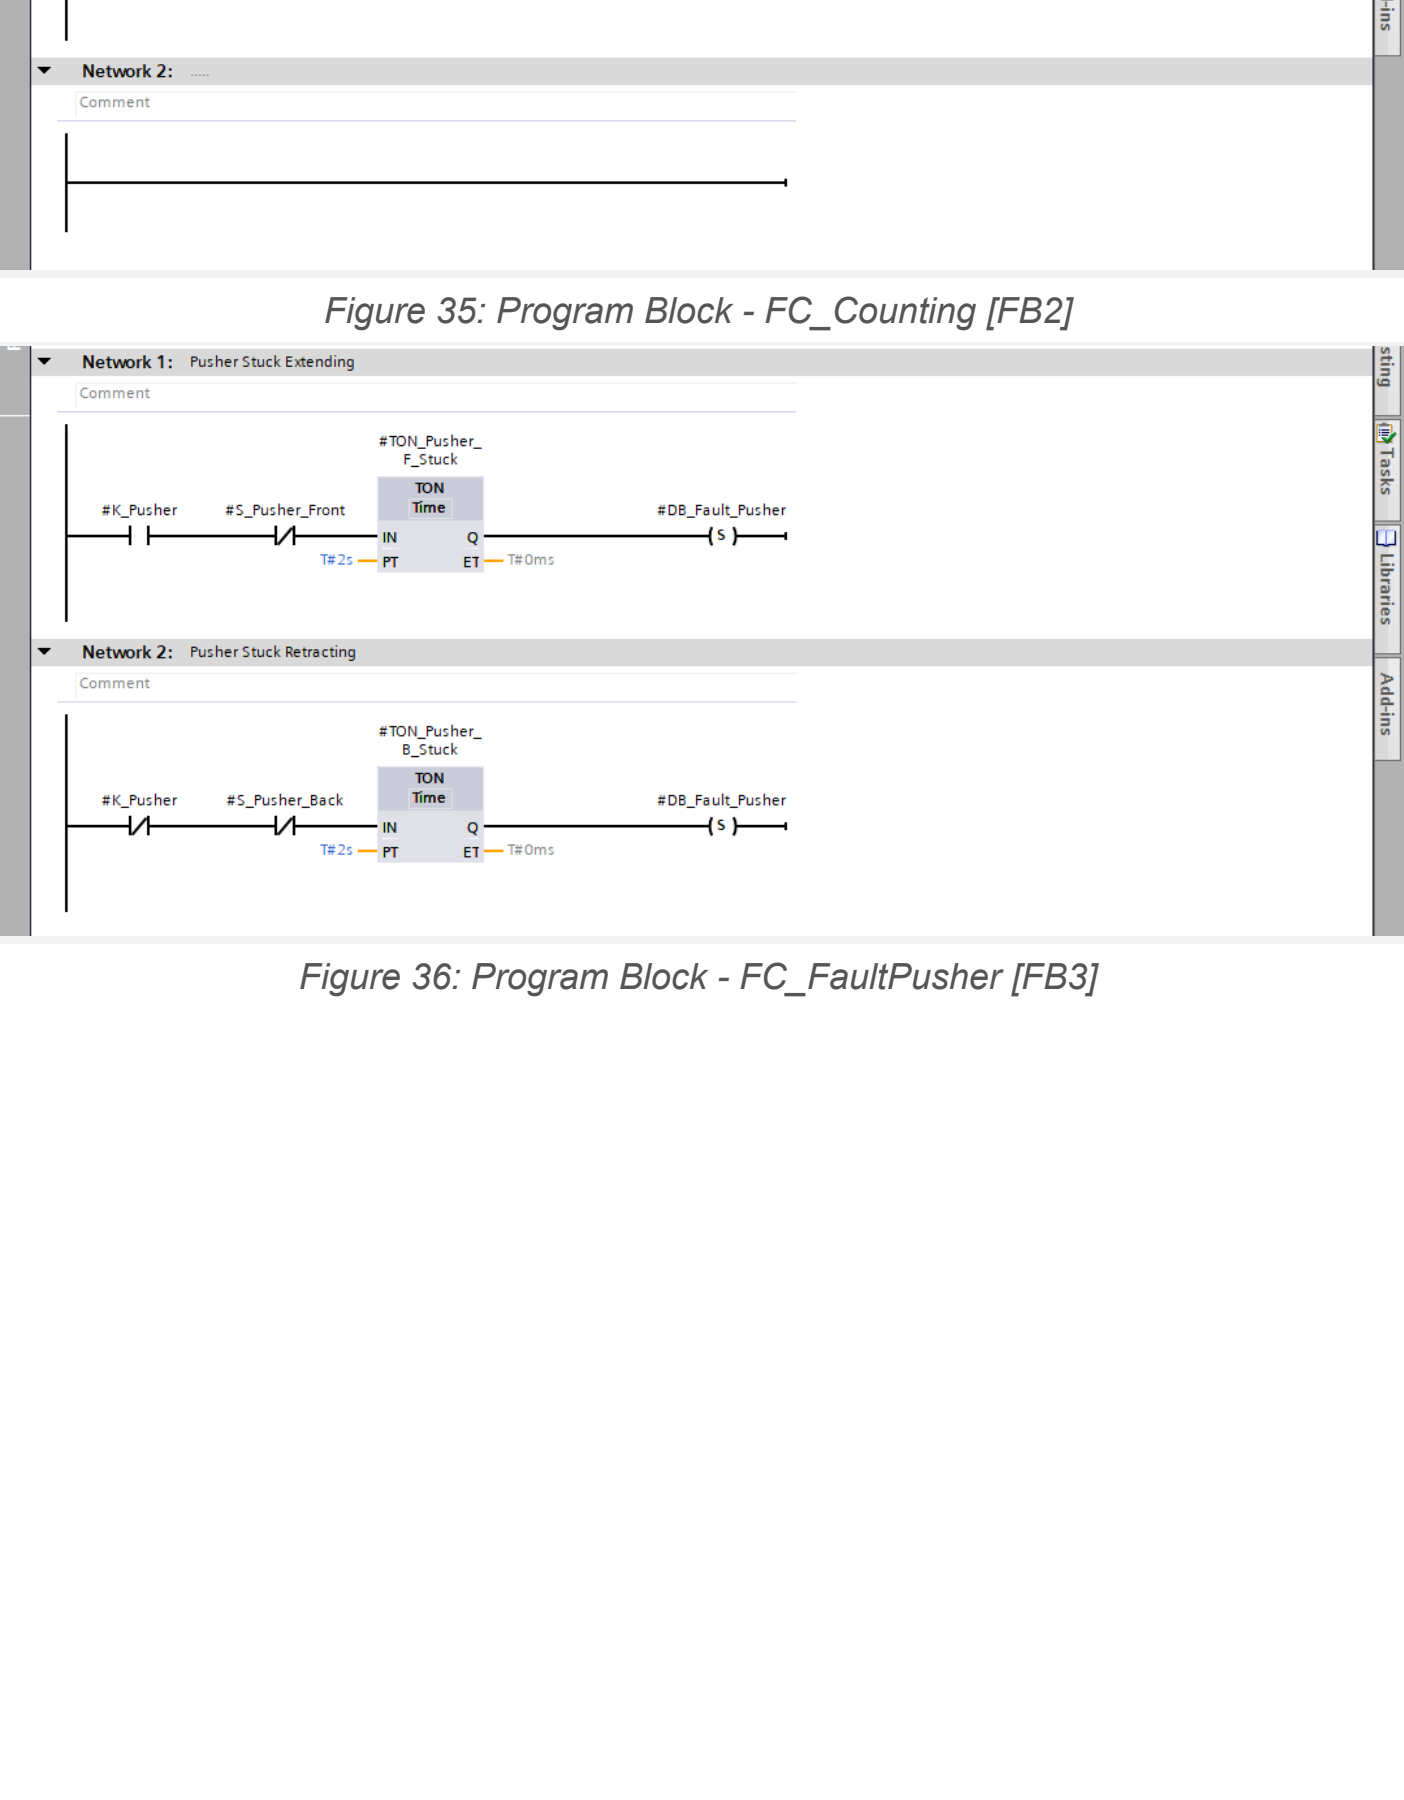 -ins
Network 2: .....
Comment
Figure 35: Program Block - FC_Counting [FB2]
Network 1: Pusher Stuck Extending
sting
Comment
Tasks
#TON_Pusher_
F_Stuck
TON
Time
#K_Pusher #S_Pusher_Front #DB_Fault_Pusher
IN Q ( S )
T#2s PT ET T#0ms
Libraries
Network 2: Pusher Stuck Retracting
Comment
Add-ins
#TON_Pusher_
B_Stuck
TON
Time
#K_Pusher #S_Pusher_Back #DB_Fault_Pusher
IN Q ( S )
T#2s PT ET T#0ms
Figure 36: Program Block - FC_FaultPusher [FB3]